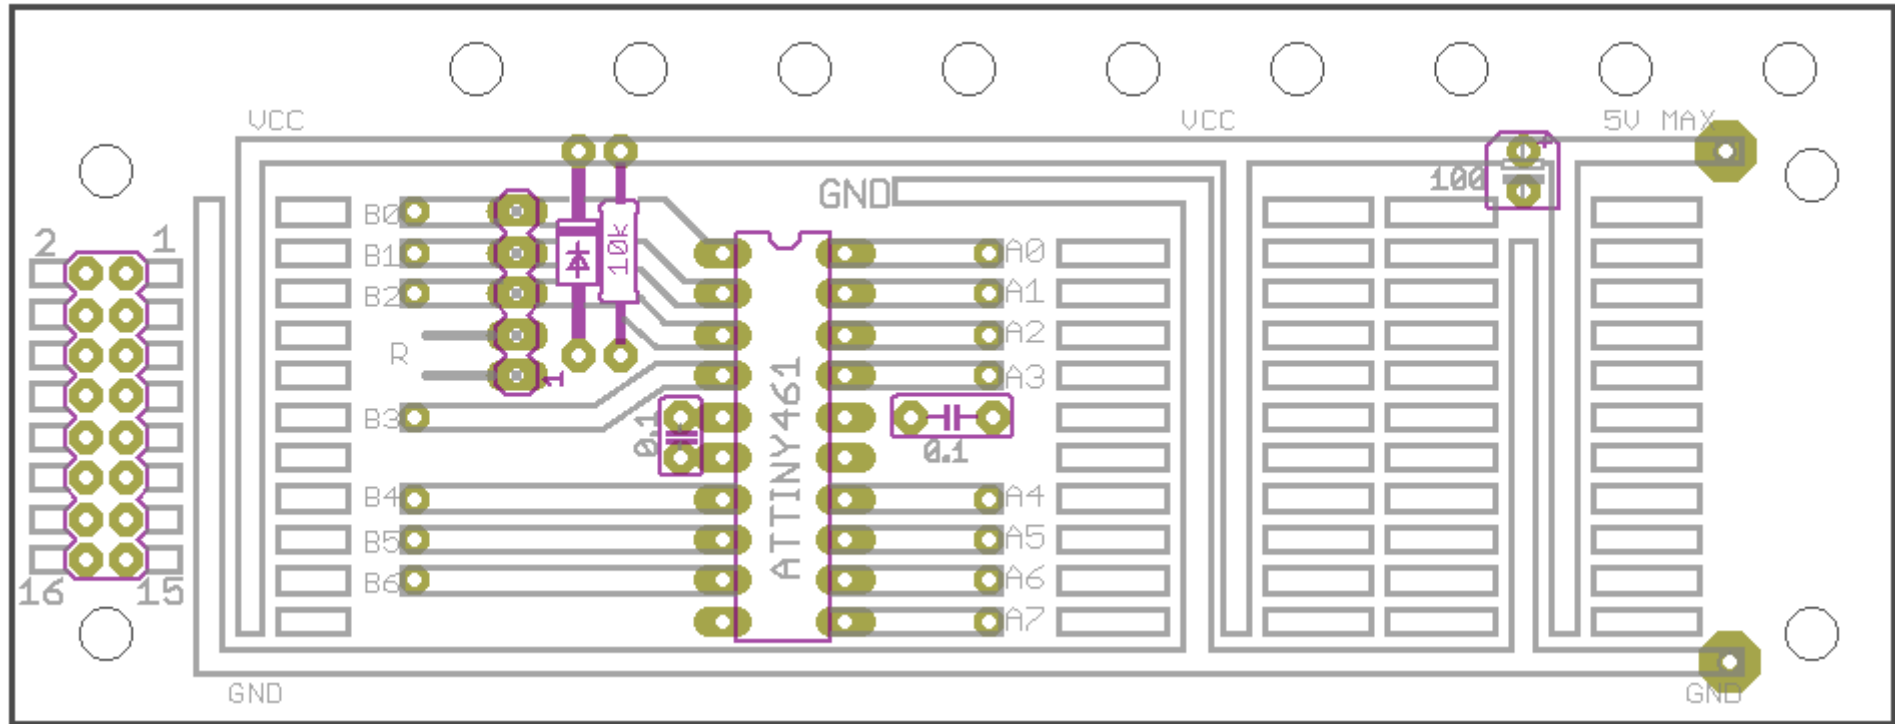 VCC VCC 5V MAX
+
100
GND
B0
10k
2 1
B1 A0
B2 A1
A2
R
1 A3
B3
0.1 0.1
ATTINY461
B4 A4
B5 A5
B6 A6
16 15
A7
GND GND